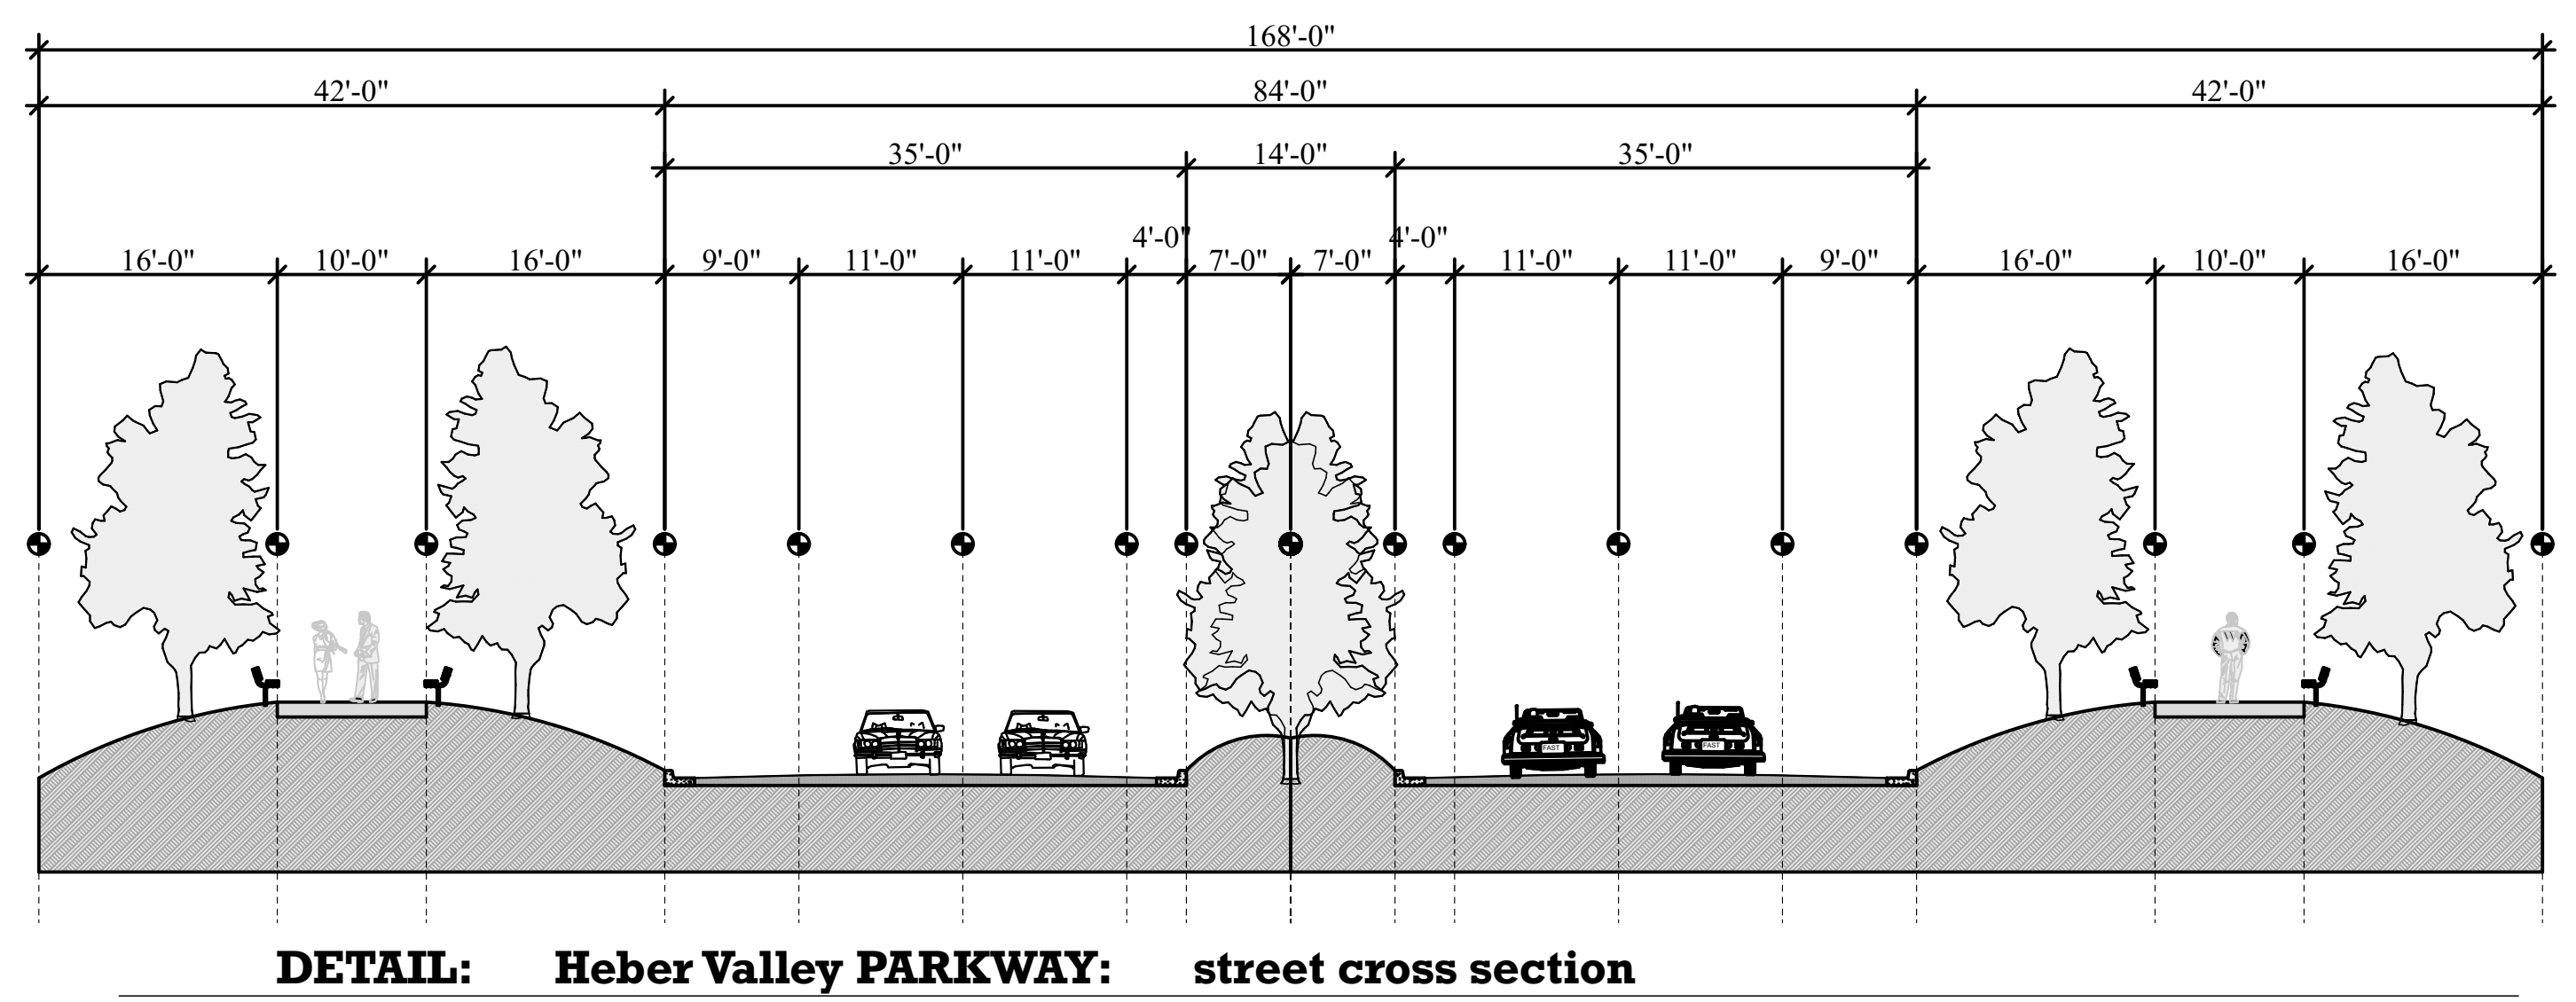 168'-0"
42'-0" 84'-0" 42'-0"
35'-0" 14'-0" 35'-0"
4'-0" 4'-0"
16'-0" 10'-0" 16'-0" 9'-0" 11'-0" 11'-0" 7'-0" 7'-0" 11'-0" 11'-0" 9'-0" 16'-0" 10'-0" 16'-0"
FAST FAST
DETAIL: Heber Valley PARKWAY: street cross section